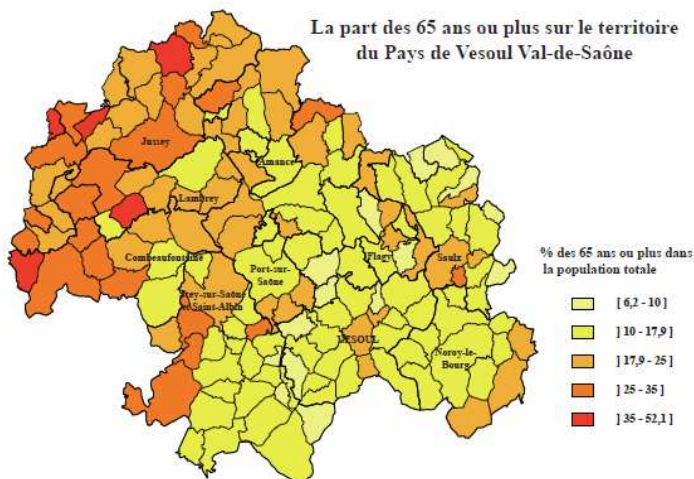 La part des 65 ans ou plus sur le territoire
du Pays de Vesoul Val-de-Saône
Jussey
Amance
Lambrey
Combeaufontaine
Port-sur-
Saône
Flagy
Saulx
Scey-sur-Saône
et Saint-Albin
VESOUL
Noroy-le-
Bourg
% des 65 ans ou plus dans
la population totale
[ 6,2 - 10 ]
] 10 - 17,9 ]
] 17,9 - 25 ]
] 25 - 35 ]
] 35 - 52,1 ]